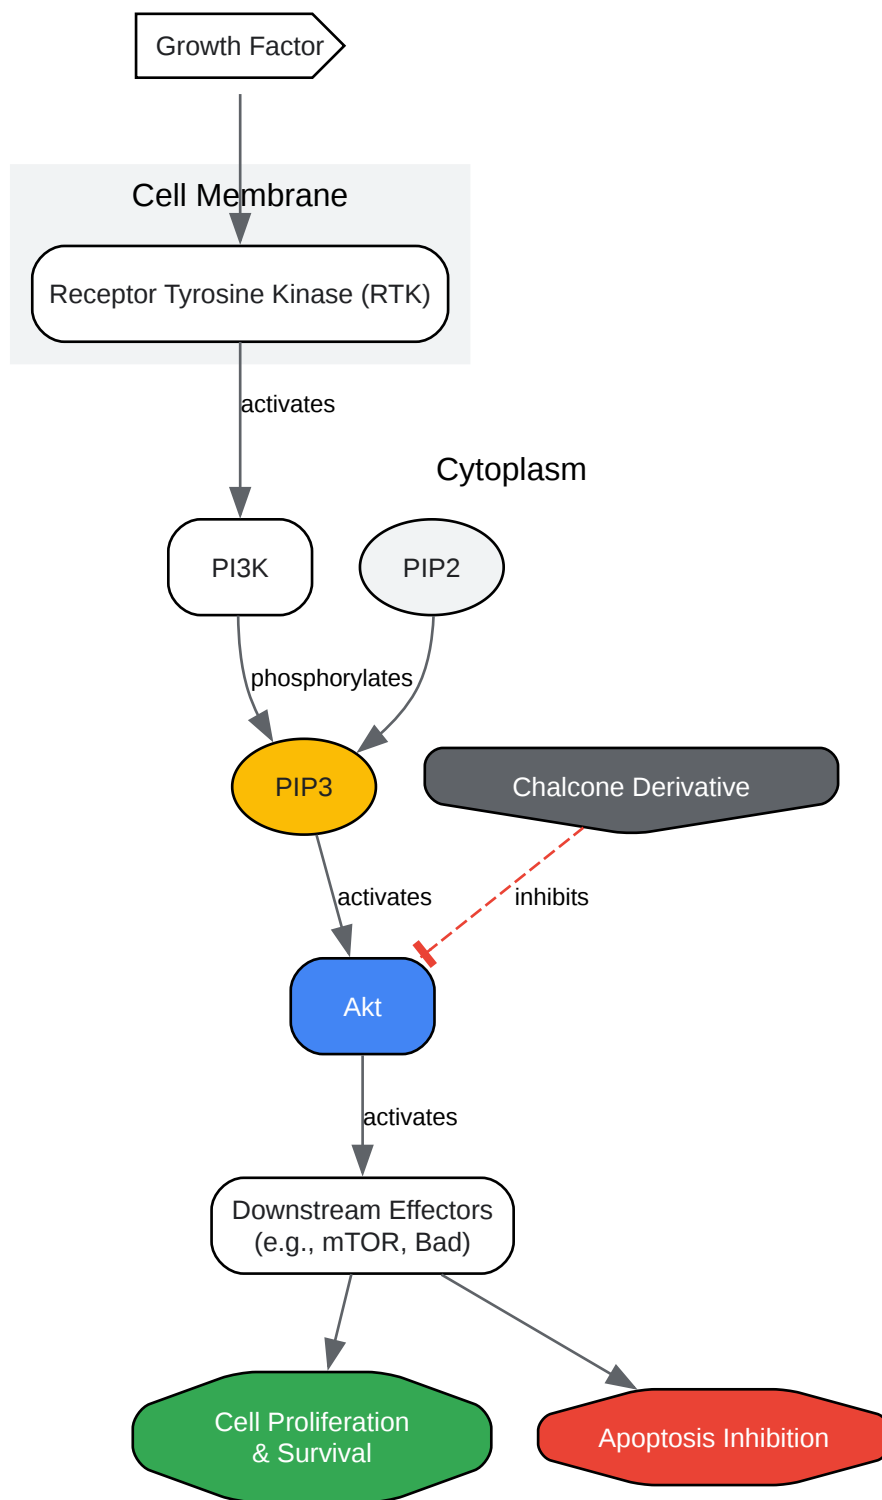 Growth Factor
Cell Membrane
Receptor Tyrosine Kinase (RTK)
activates
Cytoplasm
PI3K
PIP2
phosphorylates
PIP3
Chalcone Derivative
activates
inhibits
Akt
activates
Downstream Effectors
(e.g., mTOR, Bad)
Cell Proliferation
& Survival
Apoptosis Inhibition